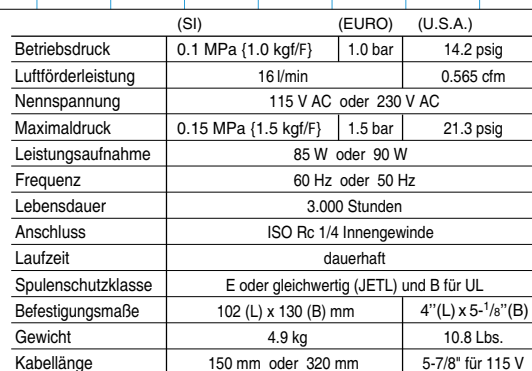 (SI) (EURO) (U.S.A.)
Betriebsdruck 0.1 MPa {1.0 kgf/F} 1.0 bar 14.2 psig
Luftförderleistung 16 l/min 0.565 cfm
Nennspannung 115 V AC oder 230 V AC
Maximaldruck 0.15 MPa {1.5 kgf/F} 1.5 bar 21.3 psig
Leistungsaufnahme 85 W oder 90 W
Frequenz 60 Hz oder 50 Hz
Lebensdauer 3.000 Stunden
Anschluss ISO Rc 1/4 Innengewinde
Laufzeit dauerhaft
Spulenschutzklasse E oder gleichwertig (JETL) und B für UL
Befestigungsmaße 102 (L) x 130 (B) mm 4’’(L) x 5-1/8’’(B)
Gewicht 4.9 kg 10.8 Lbs.
Kabellänge 150 mm oder 320 mm 5-7/8" für 115 V